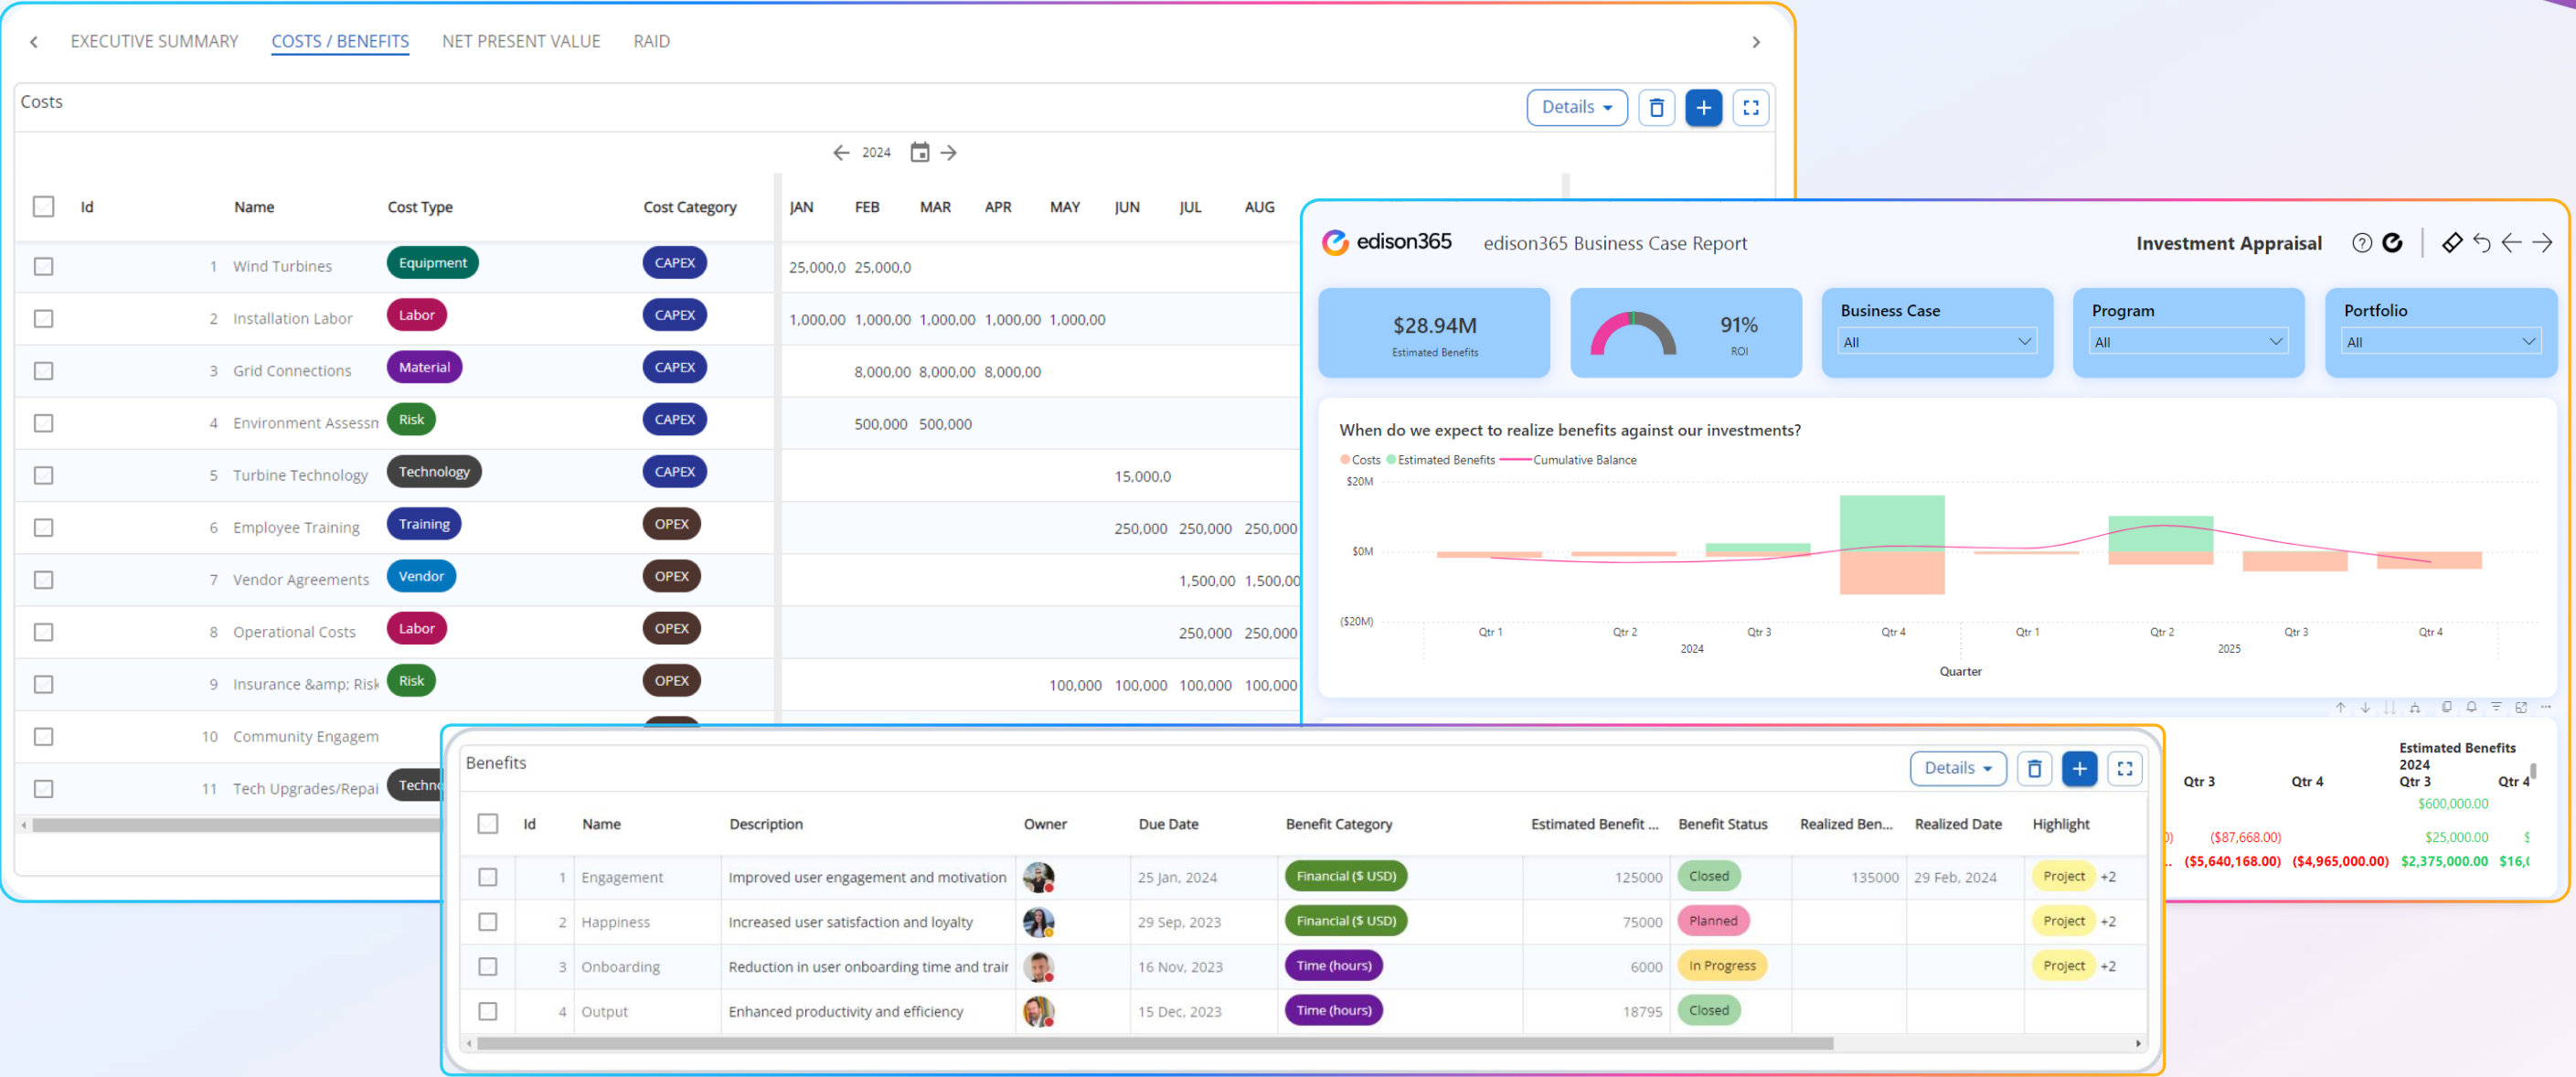 EXECUTIVE SUMMARY COSTS / BENEFITS NET PRESENT VALUE RAID
Costs
Details
2024
Id Name Cost Type Cost Category JAN FEB MAR APR MAY JUN JUL AUG
1 Wind Turbines Equipment CAPEX 25,000,0 25,000,0
2 Installation Labor Labor CAPEX 1,000,00 1,000,00 1,000,00 1,000,00 1,000,00
3 Grid Connections Material CAPEX 8,000,00 8,000,00 8,000,00
4 Environment Assessm Risk CAPEX 500,000 500,000
5 Turbine Technology Technology CAPEX 15,000,0
6 Employee Training Training OPEX 250,000 250,000 250,000
7 Vendor Agreements Vendor OPEX 1,500,00 1,500,00
8 Operational Costs Labor OPEX 250,000 250,000
9 Insurance &amp; Risk Risk OPEX 100,000 100,000 100,000 100,000
10 Community Engagem
11 Tech Upgrades/Repai Techno
edison365 edison365 Business Case Report Investment Appraisal
$28.94M
Estimated Benefits
91%
ROI
Business Case
All
Program
All
Portfolio
All
When do we expect to realize benefits against our investments?
Costs Estimated Benefits Cumulative Balance
$20M
$0M
($20M)
Qtr 1 Qtr 2 Qtr 3 Qtr 4 Qtr 1 Qtr 2 Qtr 3 Qtr 4
2024 2025
Quarter
Estimated Benefits
2024
Qtr 3 Qtr 4 Qtr 3 Qtr 4
$600,000.00
($87,668.00) $25,000.00 $
($5,640,168.00) ($4,965,000.00) $2,375,000.00 $16,0
Benefits
Details
Id Name Description Owner Due Date Benefit Category Estimated Benefit ... Benefit Status Realized Ben... Realized Date Highlight
1 Engagement Improved user engagement and motivation 25 Jan, 2024 Financial ($ USD) 125000 Closed 135000 29 Feb, 2024 Project +2
2 Happiness Increased user satisfaction and loyalty 29 Sep, 2023 Financial ($ USD) 75000 Planned Project +2
3 Onboarding Reduction in user onboarding time and train 16 Nov, 2023 Time (hours) 6000 In Progress Project +2
4 Output Enhanced productivity and efficiency 15 Dec, 2023 Time (hours) 18795 Closed